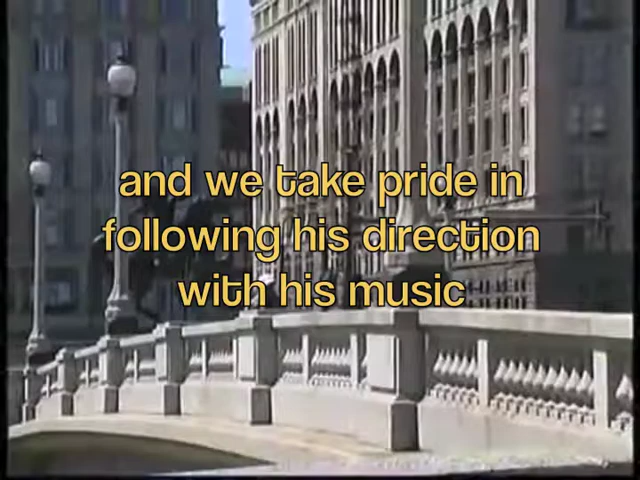 and we take pride in
following his direction
with his music